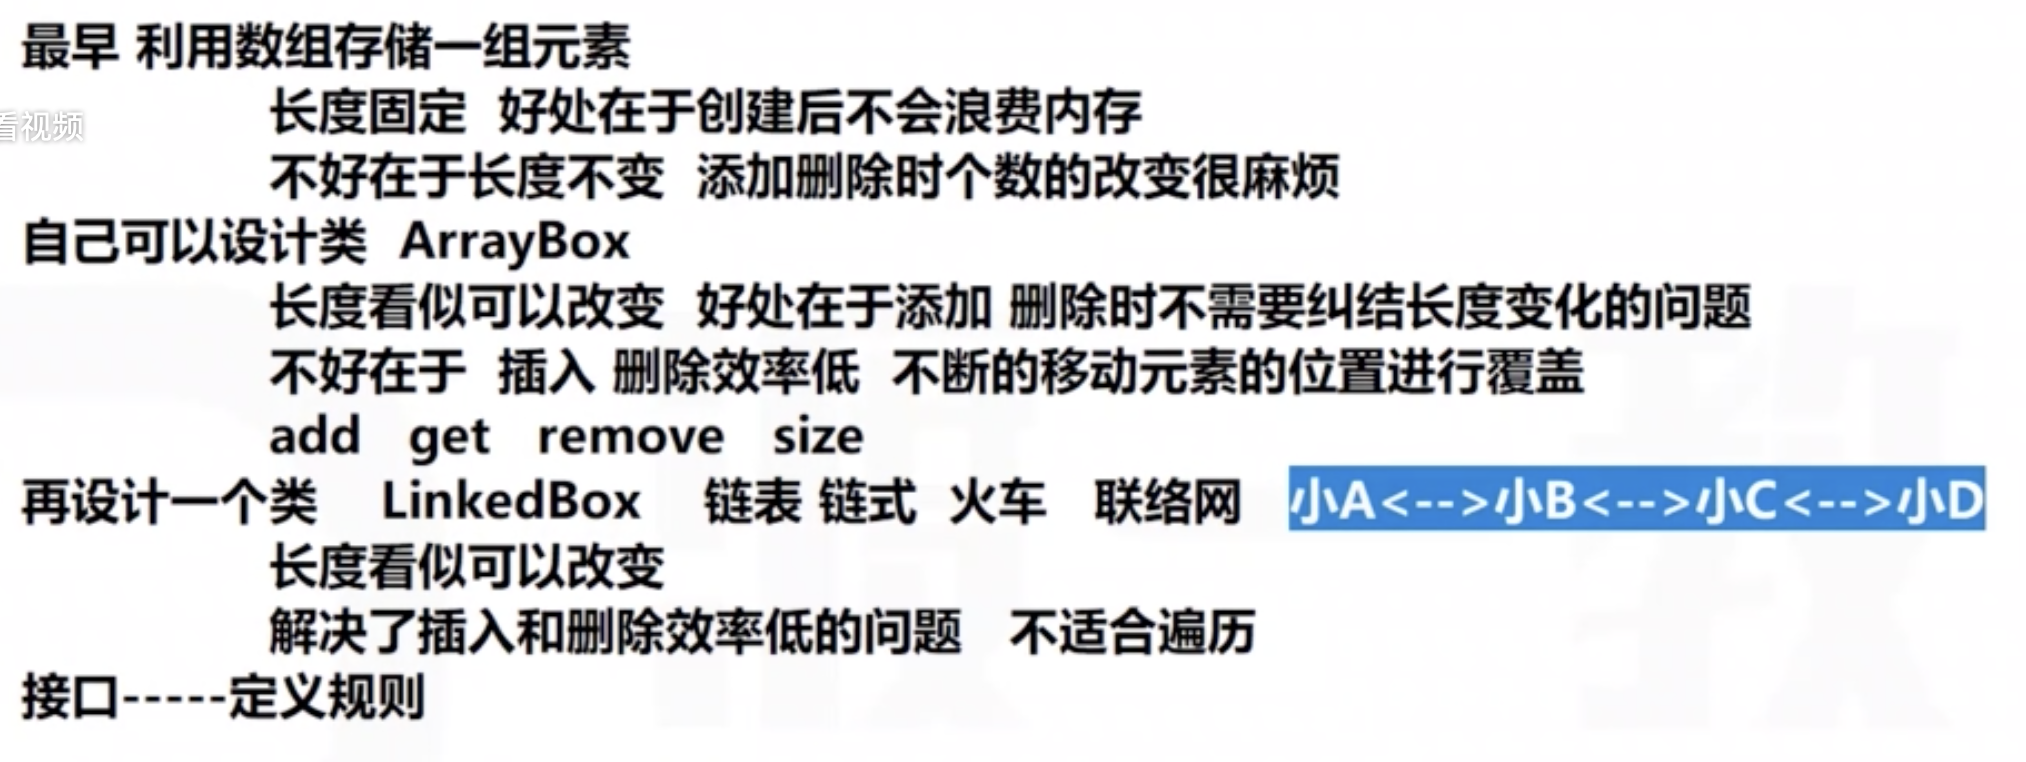 最早 利用数组存储一组元素
长度固定 好处在于创建后不会浪费内存
看视频
不好在于长度不变 添加删除时个数的改变很麻烦
自己可以设计类 ArrayBox
长度看似可以改变 好处在于添加 删除时不需要纠结长度变化的问题
不好在于 插入 删除效率低 不断的移动元素的位置进行覆盖
add get remove size
再设计一个类 LinkedBox 链表 链式 火车 联络网 小A<-->小B<-->小C<-->小D
长度看似可以改变
解决了插入和删除效率低的问题 不适合遍历
接口-----定义规则